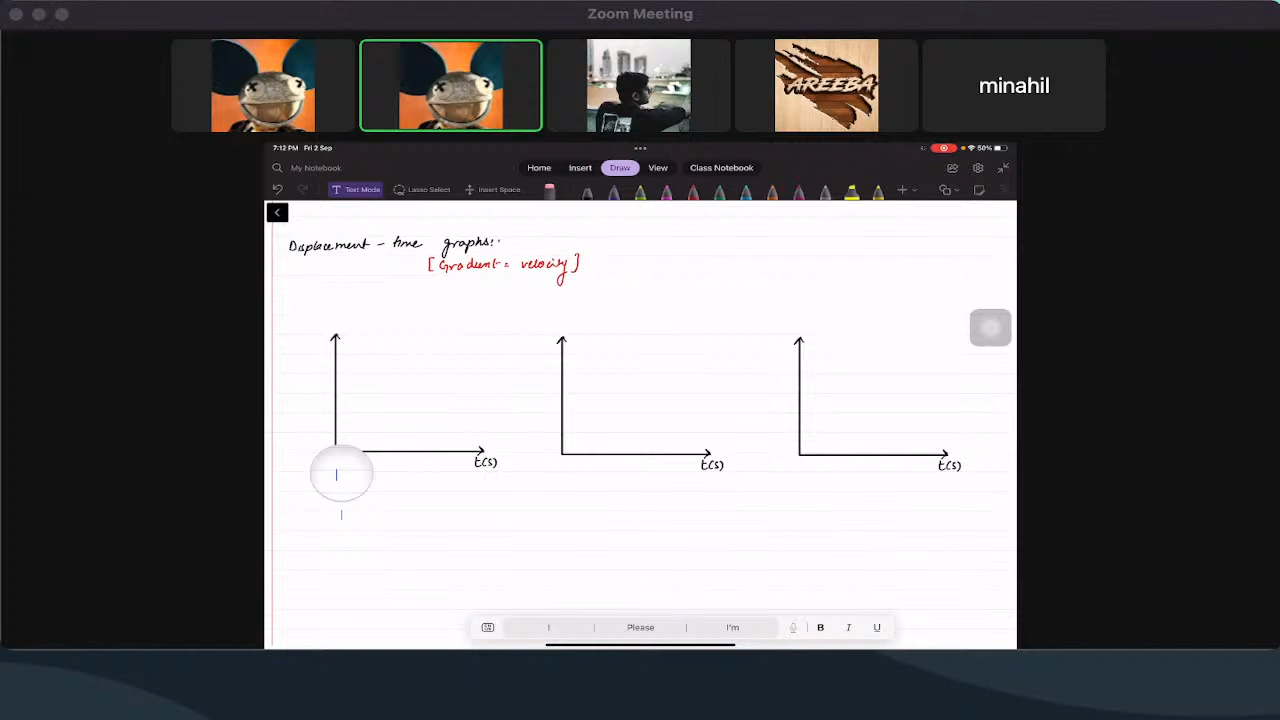 Zoom Meeting
AREEBA
minahil
7:12 PM Fri 2 Sep
50%
My Notebook
Home Insert Draw View Class Notebook
Text Mode Lasso Select Insert Space
Displacement - time graphs:
[Gradient = velocity]
t(s) t(s) t(s)
I Please I'm B I U